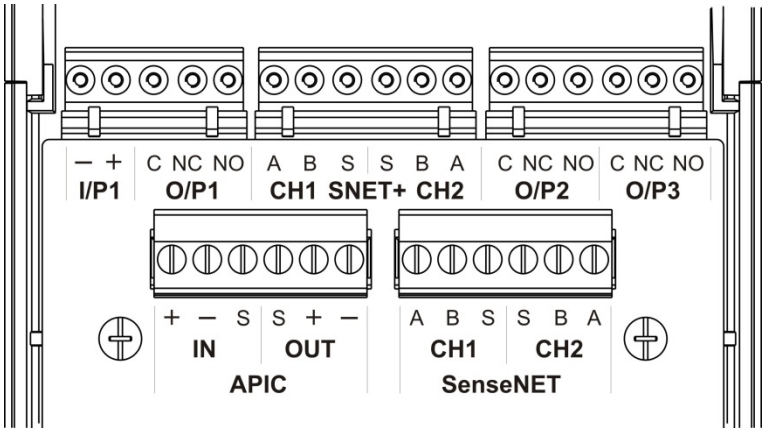 − + C NC NO A B S S B A C NC NO C NC NO
I/P1 O/P1 CH1 SNET+ CH2 O/P2 O/P3
+ − S S + − A B S S B A
IN OUT CH1 CH2
APIC SenseNET